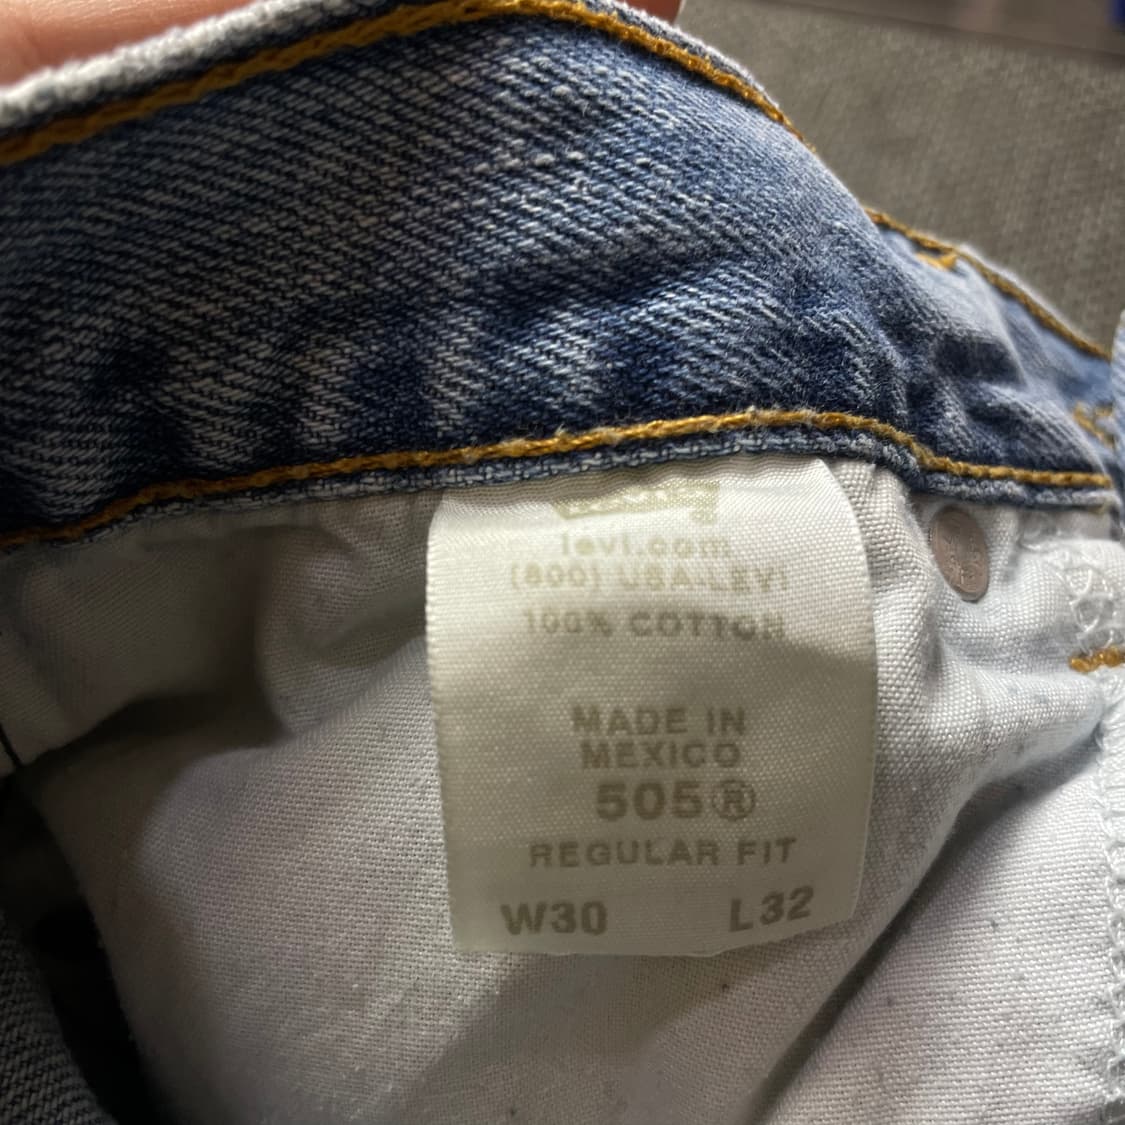 levi.com
(800) USA-LEVI
100% COTTON
MADE IN
MEXICO
505®
REGULAR FIT
W30 L32